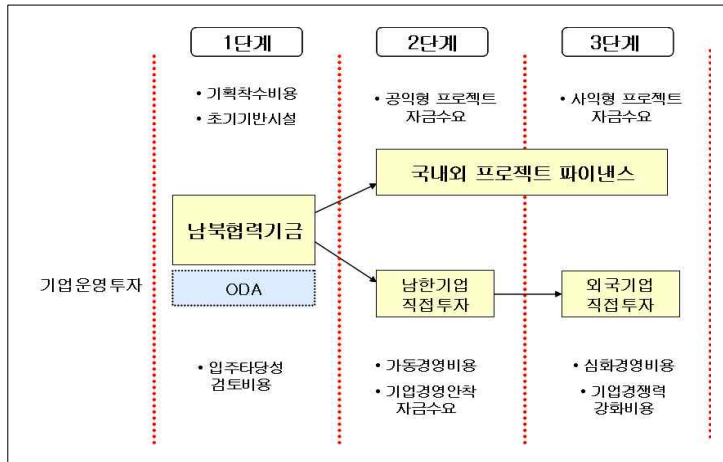 1단계
2단계
3단계
• 기획착수비용
• 초기기반시설
• 공익형 프로젝트
자금수요
• 사익형 프로젝트
자금수요
국내외 프로젝트 파이낸스
남북협력기금
기업운영투자
ODA
남한기업
직접투자
외국기업
직접투자
• 입주타당성
검토비용
• 가동경영비용
• 기업경영안착
자금수요
• 심화경영비용
• 기업경쟁력
강화비용